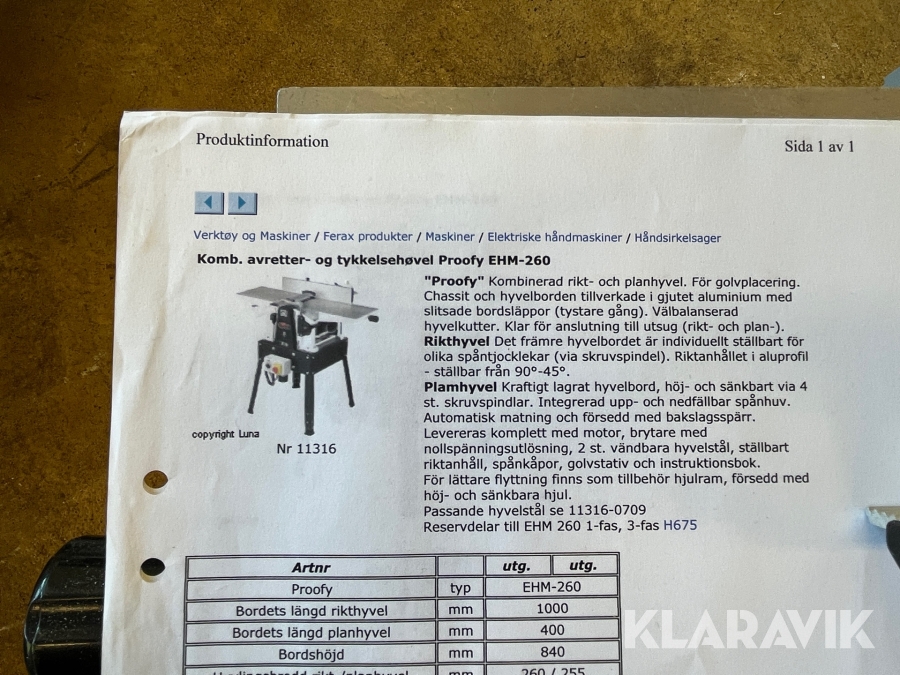 Produktinformation
Sida 1 av 1
Verktøy og Maskiner / Ferax produkter / Maskiner / Elektriske håndmaskiner / Håndsirkelsager
Komb. avretter- og tykkelsehøvel Proofy EHM-260
"Proofy" Kombinerad rikt- och planhyvel. För golvplacering.
Chassit och hyvelborden tillverkade i gjutet aluminium med
slitsade bordsläppor (tystare gång). Välbalanserad
hyvelkutter. Klar för anslutning till utsug (rikt- och plan-).
Rikthyvel Det främre hyvelbordet är individuellt ställbart för
olika spåntjocklekar (via skruvspindel). Riktanhållet i aluprofil
- ställbar från 90°-45°.
Plamhyvel Kraftigt lagrat hyvelbord, höj- och sänkbart via 4
st. skruvspindlar. Integrerad upp- och nedfällbar spånhuv.
Automatisk matning och försedd med bakslagsspärr.
Levereras komplett med motor, brytare med
nollspänningsutlösning, 2 st. vändbara hyvelstål, ställbart
riktanhåll, spånkåpor, golvstativ och instruktionsbok.
För lättare flyttning finns som tillbehör hjulram, försedd med
höj- och sänkbara hjul.
Passande hyvelstål se 11316-0709
Reservdelar till EHM 260 1-fas, 3-fas H675
copyright Luna
Nr 11316
Artnr utg. utg.
Proofy typ EHM-260
Bordets längd rikthyvel mm 1000
Bordets längd planhyvel mm 400
Bordshöjd mm 840
mm 260 / 255
KLARAVIK